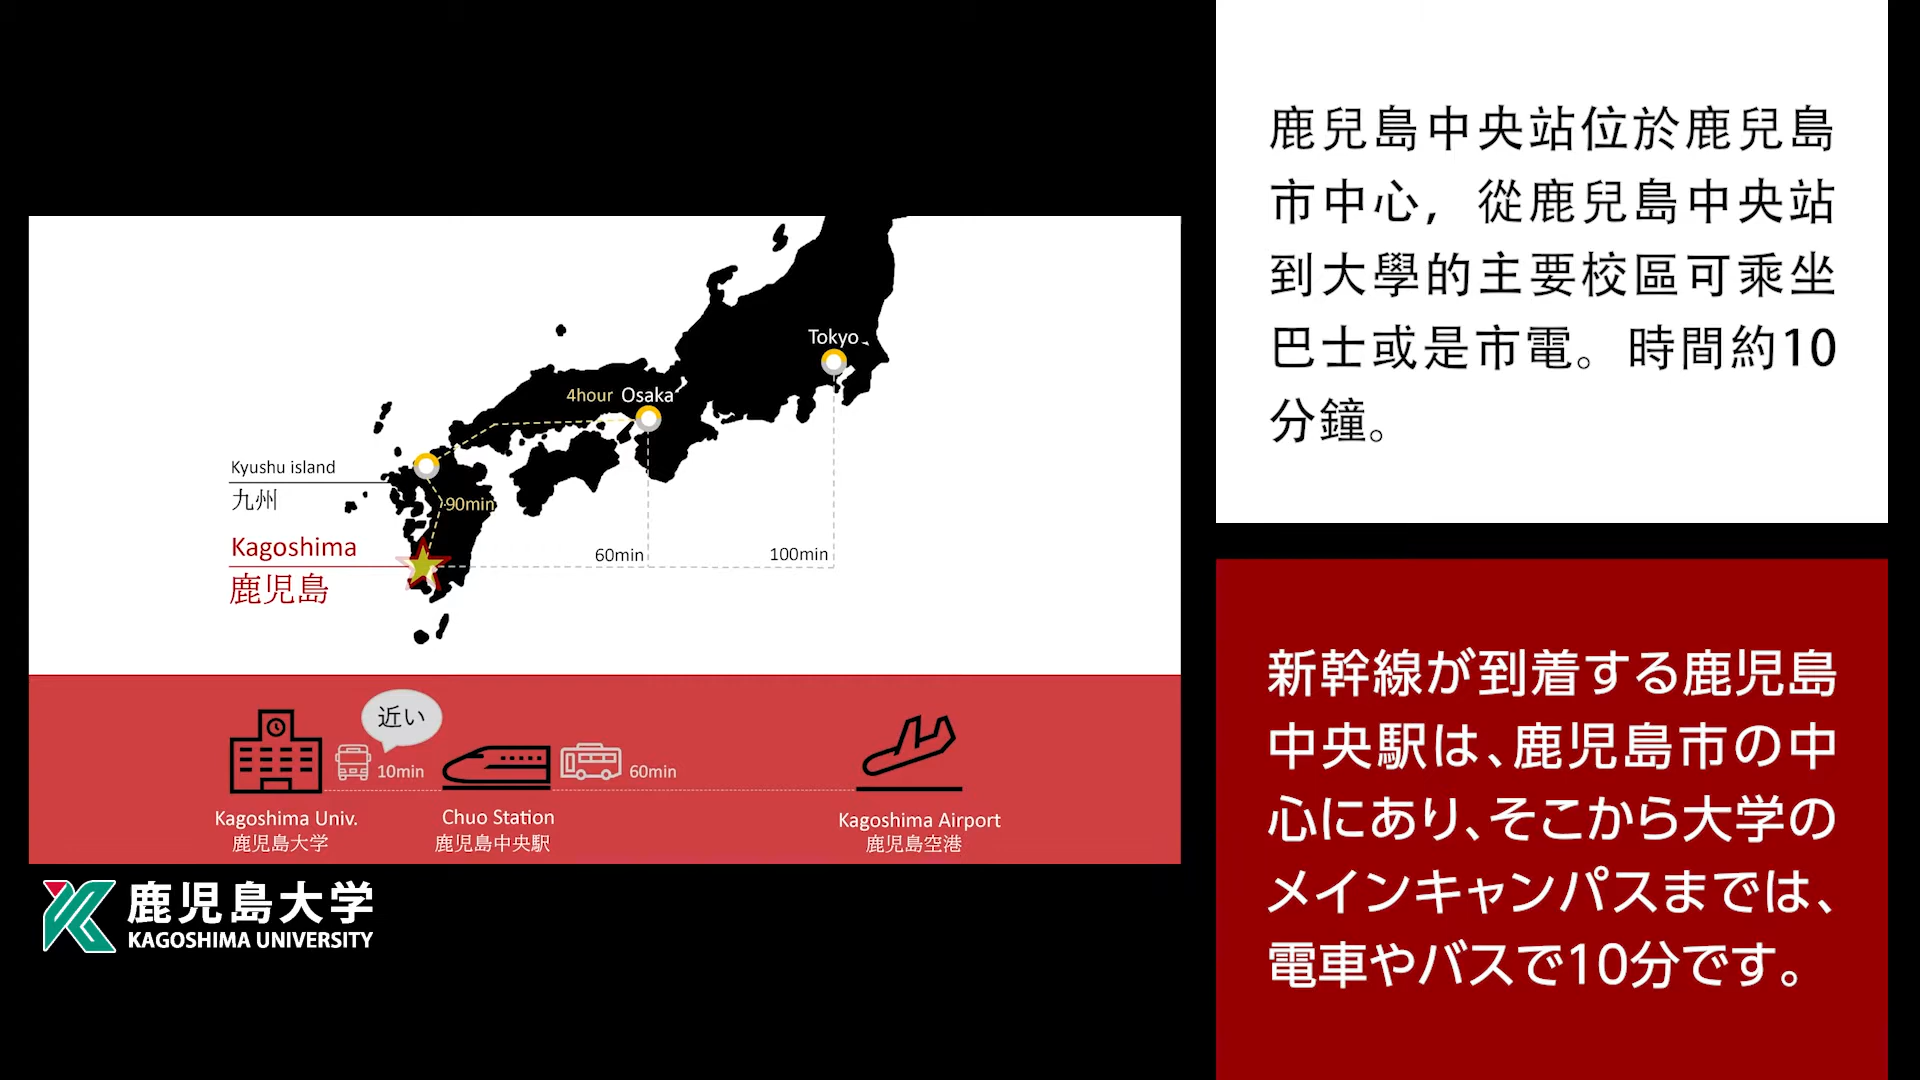 鹿兒島中央站位於鹿兒島
市中心，從鹿兒島中央站
到大學的主要校區可乘坐
巴士或是市電。時間約10
分鐘。
新幹線が到着する鹿児島
中央駅は、鹿児島市の中
心にあり、そこから大学の
メインキャンパスまでは、
電車やバスで10分です。
Tokyo
4hour Osaka
Kyushu island
九州
90min
Kagoshima
鹿児島
60min
100min
近い
10min
60min
Kagoshima Univ.
鹿児島大学
Chuo Station
鹿児島中央駅
Kagoshima Airport
鹿児島空港
鹿児島大学
KAGOSHIMA UNIVERSITY